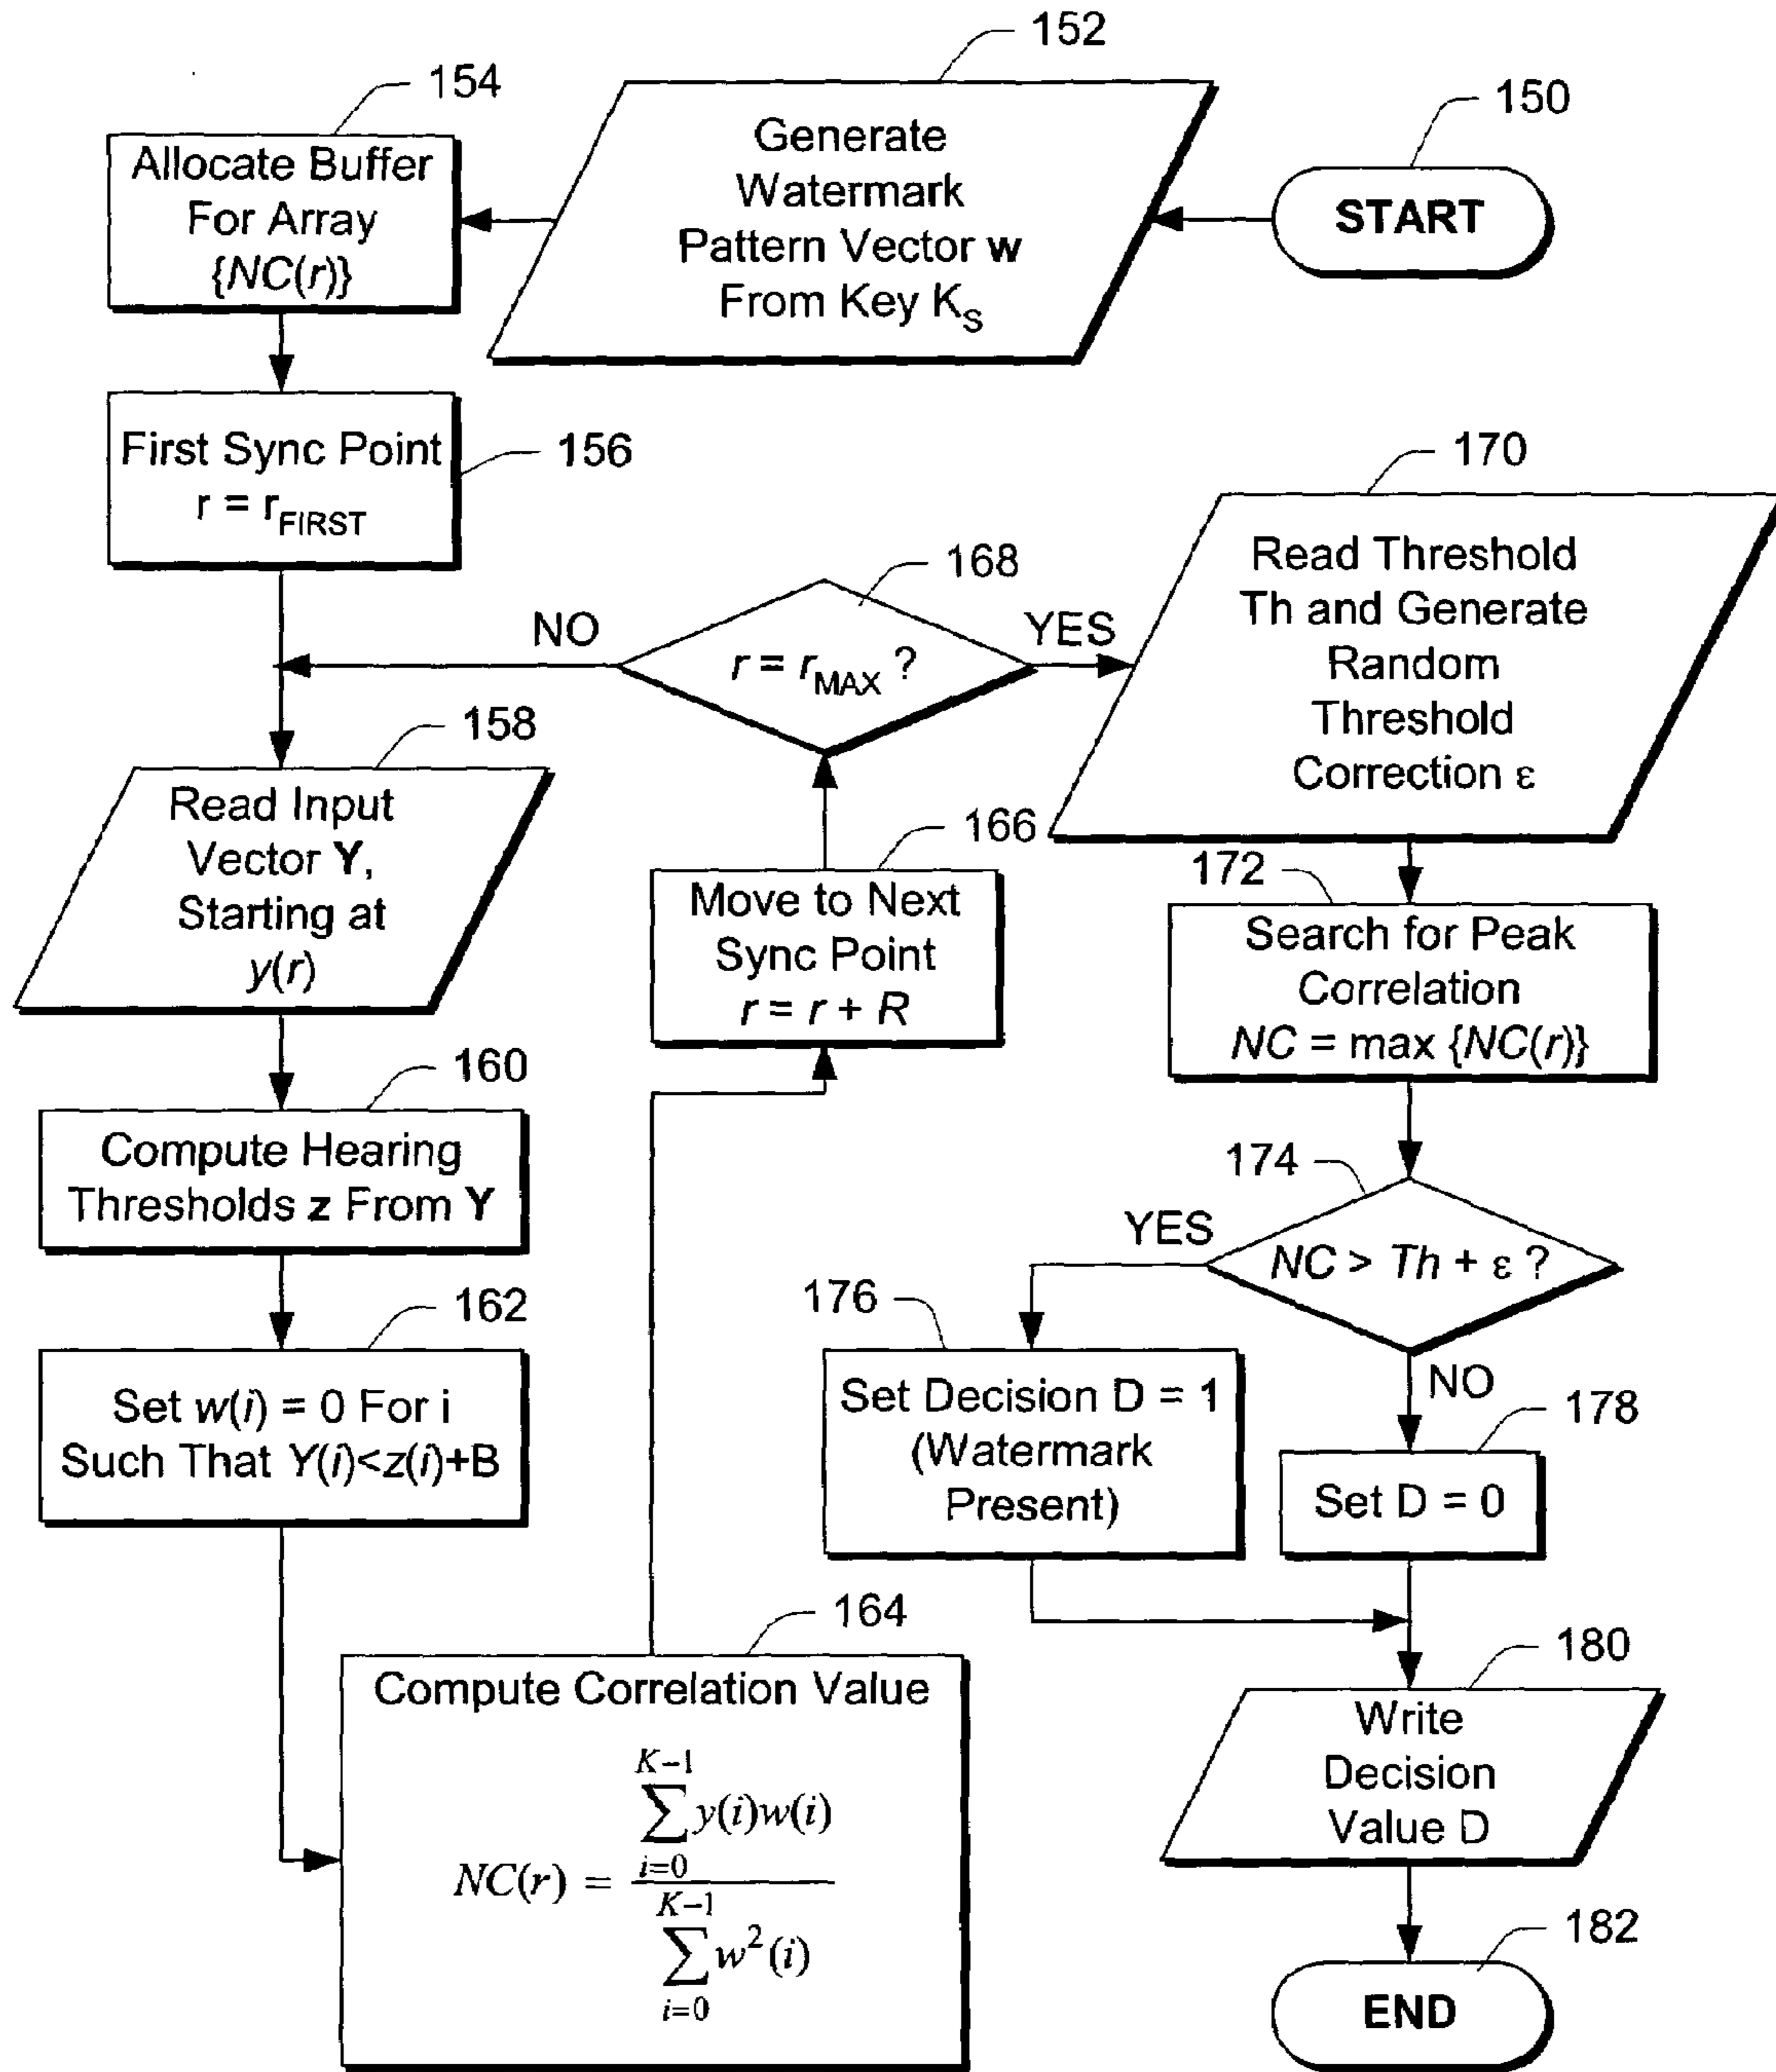 150
START
152
Generate
Watermark
Pattern Vector w
From Key K_S
154
Allocate Buffer
For Array
{NC(r)}
156
First Sync Point
r = r_FIRST
158
Read Input
Vector Y,
Starting at
y(r)
160
Compute Hearing
Thresholds z From Y
162
Set w(i) = 0 For i
Such That Y(i)<z(i)+B
164
Compute Correlation Value
K−1
∑ y(i)w(i)
i=0
NC(r) =
K−1
∑ w²(i)
i=0
166
Move to Next
Sync Point
r = r + R
168
r = r_MAX ?
NO
YES
170
Read Threshold
Th and Generate
Random
Threshold
Correction ε
172
Search for Peak
Correlation
NC = max {NC(r)}
174
NC > Th + ε ?
YES
NO
176
Set Decision D = 1
(Watermark
Present)
178
Set D = 0
180
Write
Decision
Value D
182
END